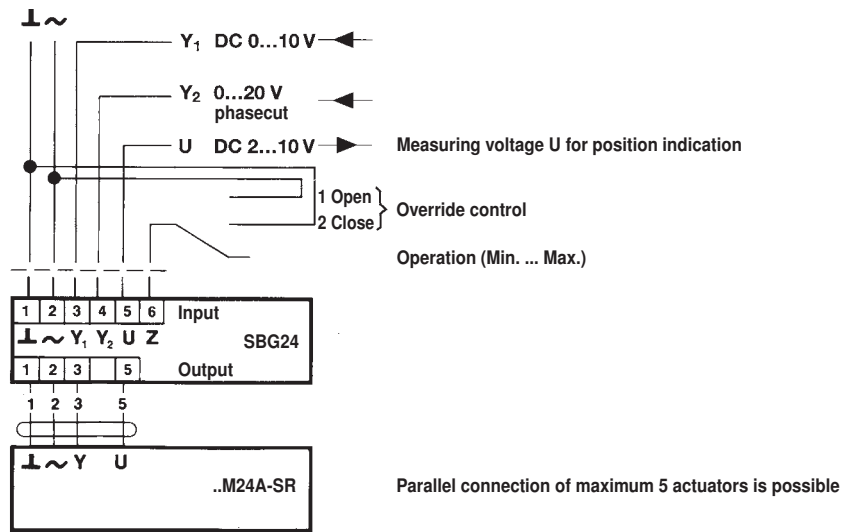 ⊥ ~
Y₁ DC 0...10 V
Y₂ 0...20 V
phasecut
U DC 2...10 V
Measuring voltage U for position indication
1 Open
2 Close
Override control
Operation (Min. ... Max.)
1 2 3 4 5 6 Input
⊥ ~ Y₁ Y₂ U Z SBG24
1 2 3 5 Output
1 2 3 5
⊥ ~ Y U
..M24A-SR
Parallel connection of maximum 5 actuators is possible